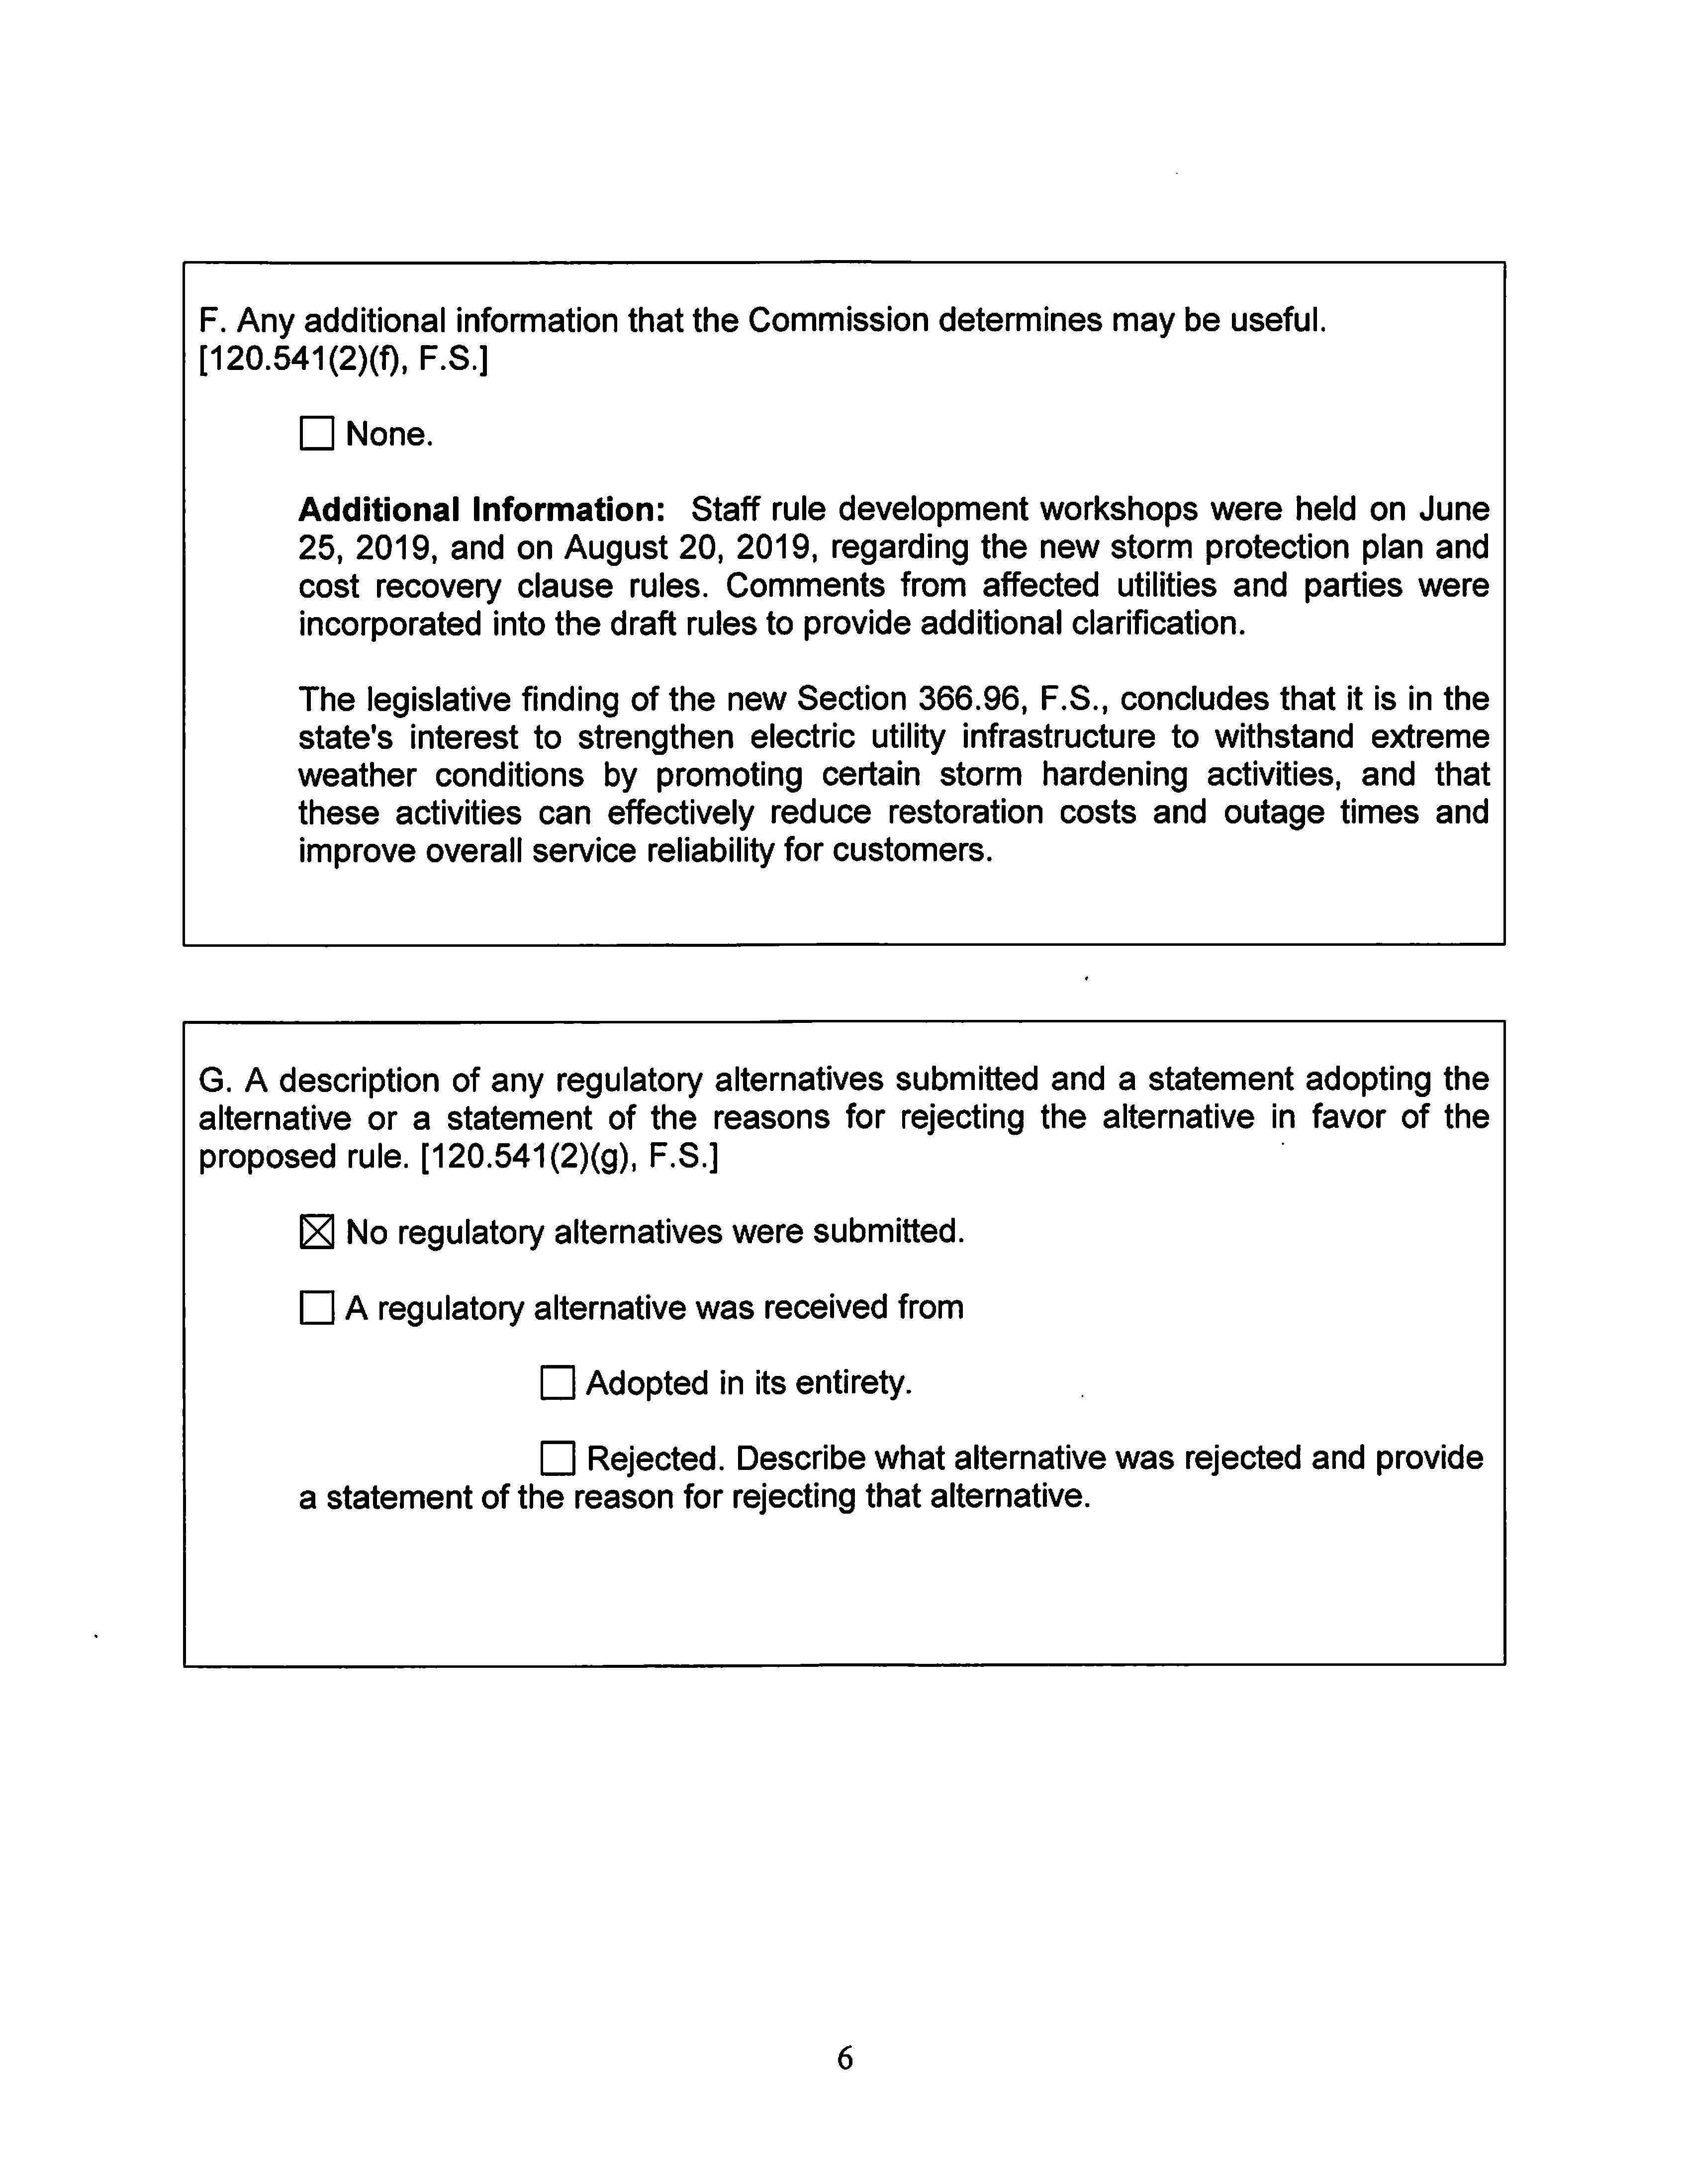 F. Any additional information that the Commission determines may be useful.
[120.541(2)(f), F.S.]
☐ None.
Additional Information: Staff rule development workshops were held on June
25, 2019, and on August 20, 2019, regarding the new storm protection plan and
cost recovery clause rules. Comments from affected utilities and parties were
incorporated into the draft rules to provide additional clarification.
The legislative finding of the new Section 366.96, F.S., concludes that it is in the
state's interest to strengthen electric utility infrastructure to withstand extreme
weather conditions by promoting certain storm hardening activities, and that
these activities can effectively reduce restoration costs and outage times and
improve overall service reliability for customers.
G. A description of any regulatory alternatives submitted and a statement adopting the
alternative or a statement of the reasons for rejecting the alternative in favor of the
proposed rule. [120.541(2)(g), F.S.]
☒ No regulatory alternatives were submitted.
☐ A regulatory alternative was received from
☐ Adopted in its entirety.
☐ Rejected. Describe what alternative was rejected and provide
a statement of the reason for rejecting that alternative.
6